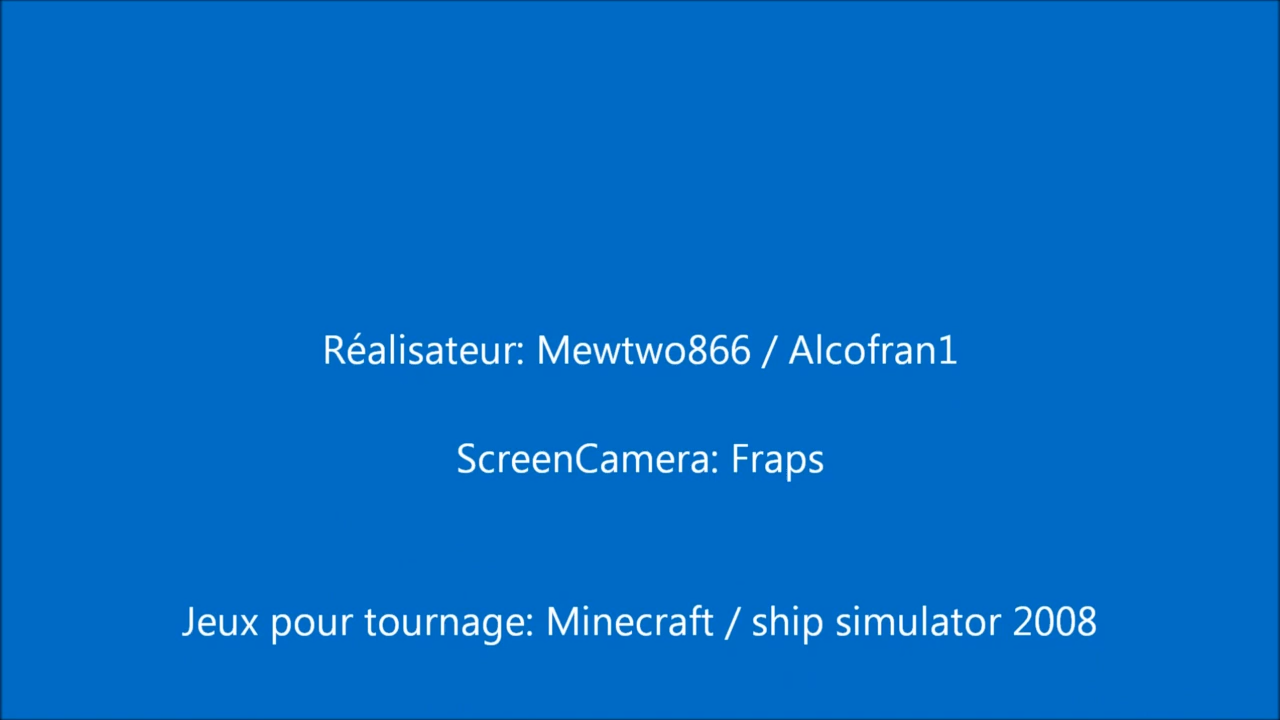 Réalisateur: Mewtwo866 / Alcofran1
ScreenCamera: Fraps
Jeux pour tournage: Minecraft / ship simulator 2008